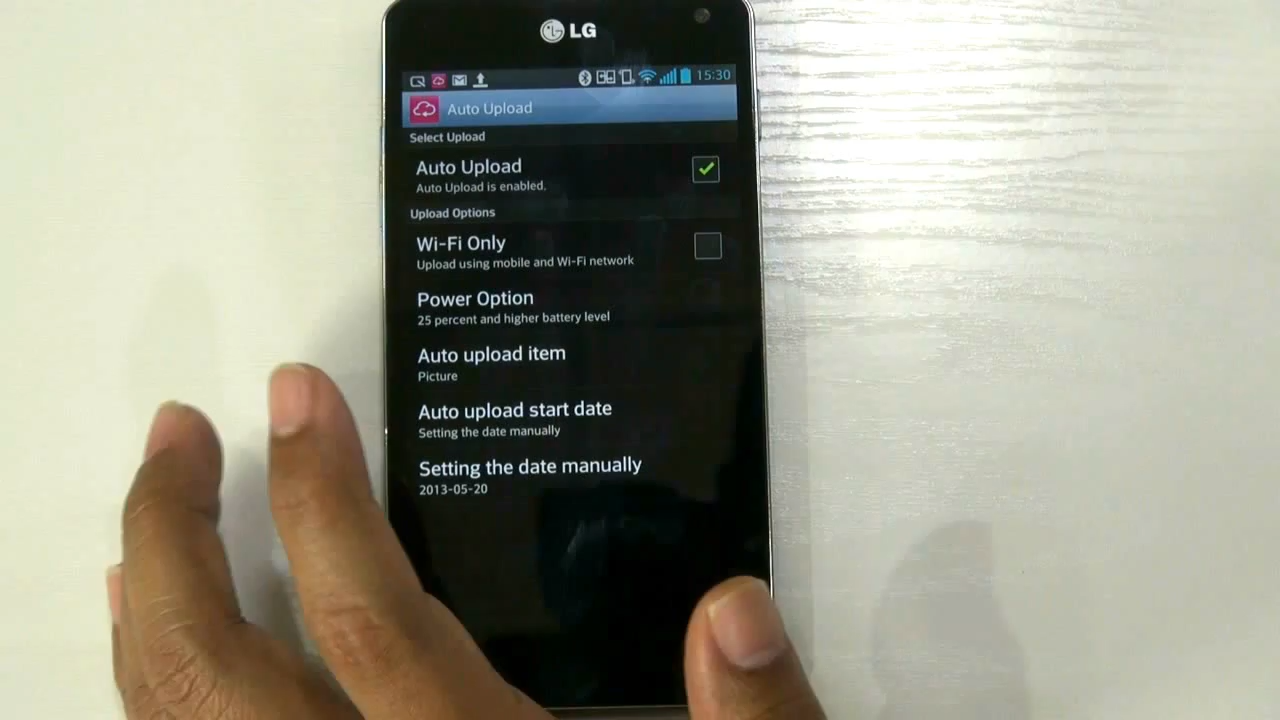 LG
15:30
Auto Upload
Select Upload
Auto Upload
Auto Upload is enabled.
Upload Options
Wi-Fi Only
Upload using mobile and Wi-Fi network
Power Option
25 percent and higher battery level
Auto upload item
Picture
Auto upload start date
Setting the date manually
Setting the date manually
2013-05-20